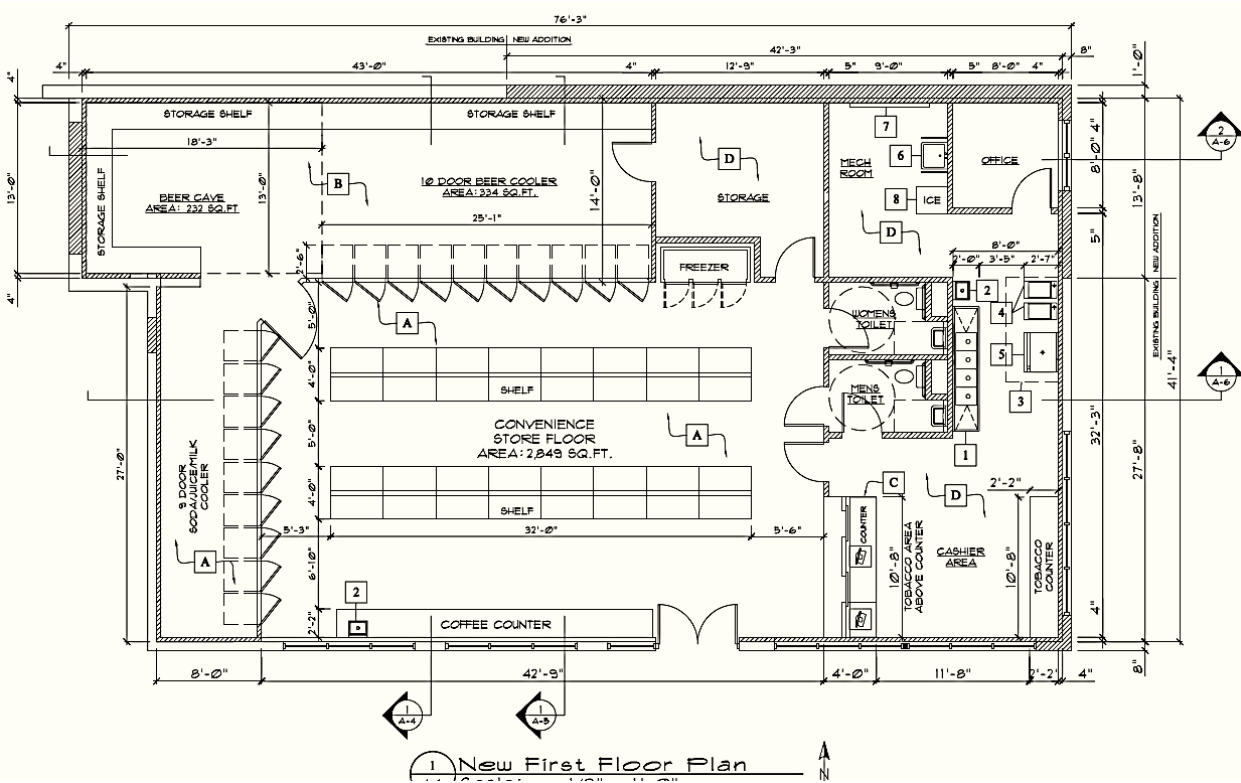 76'-3"
EXISTING BUILDING NEW ADDITION
42'-3" 8"
4" 43'-0" 4" 12'-9" 5" 9'-0" 5" 8'-0" 4"
4" 1'-0"
STORAGE SHELF STORAGE SHELF 7
18'-3" 2
A-6
6 8'-0" 4"
D MECH
ROOM OFFICE
13'-0" STORAGE SHELF BEER CAVE
AREA: 232 SQ.FT 13'-0" B 10 DOOR BEER COOLER
AREA: 334 SQ.FT. 14'-0" STORAGE 8 ICE 13'-8"
25'-1" D 5"
2'-6" FREEZER 8'-0"
2'-0" 3'-5" 2'-7"
4" 2 EXISTING BUILDING NEW ADDITION
5'-0" A WOMENS
TOILET 4
5
41'-4"
4'-0" SHELF MENS
TOILET 3 1
A-6
CONVENIENCE
STORE FLOOR
AREA: 2,849 SQ.FT.
A 1 32'-3" 27'-8"
27'-0" 9 DOOR
SODA/JUICE/MILK
COOLER 5'-0"
4'-0" C D 2'-2"
SHELF
5'-3" 32'-0" 5'-6"
COUNTER 10'-8" TOBACCO AREA
ABOVE COUNTER CASHIER
AREA 10'-8" TOBACCO
COUNTER
A 6'-10"
2 4"
2'-2" COFFEE COUNTER
8'-0" 42'-9" 4'-0" 11'-8" 2'-2" 4" 8"
1
A-4 1
A-5
1 New First Floor Plan
N